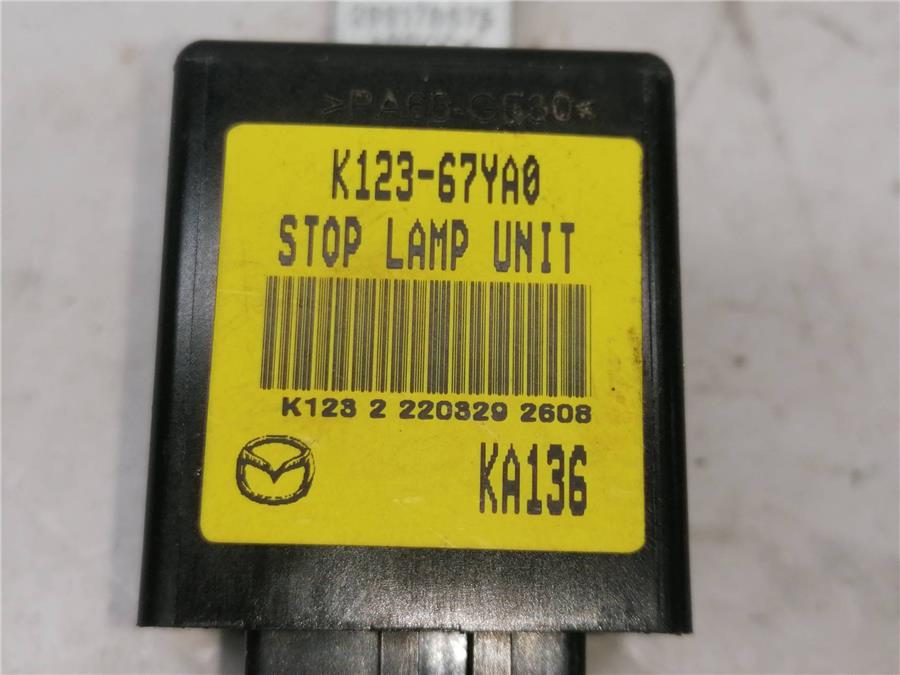 >PA66-GF30<
K123-67YA0
STOP LAMP UNIT
K123 2 220329 2608
KA136